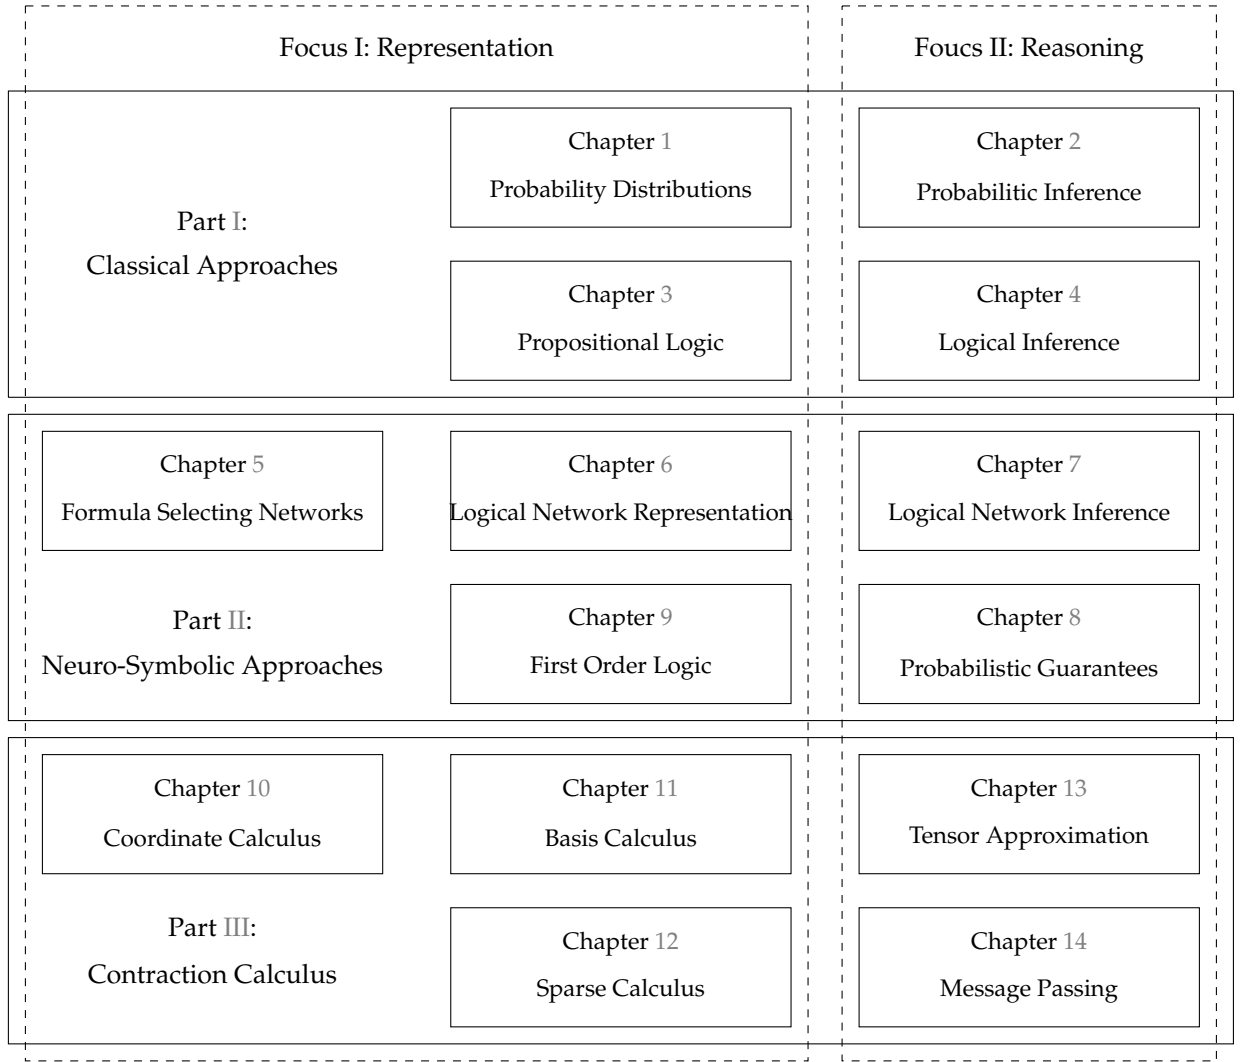 Focus I: Representation
Foucs II: Reasoning
Chapter 1
Probability Distributions
Chapter 2
Probabilitic Inference
Part I:
Classical Approaches
Chapter 3
Propositional Logic
Chapter 4
Logical Inference
Chapter 5
Formula Selecting Networks
Chapter 6
Logical Network Representation
Chapter 7
Logical Network Inference
Part II:
Neuro-Symbolic Approaches
Chapter 9
First Order Logic
Chapter 8
Probabilistic Guarantees
Chapter 10
Coordinate Calculus
Chapter 11
Basis Calculus
Chapter 13
Tensor Approximation
Part III:
Contraction Calculus
Chapter 12
Sparse Calculus
Chapter 14
Message Passing